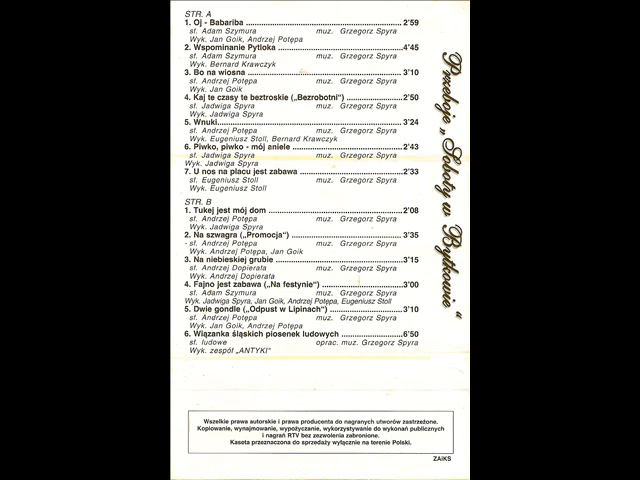 STR. A
1. Oj - Babariba ........ 2'59
sł. Adam Szymura muz. Grzegorz Spyra
Wyk. Jan Goik, Andrzej Potępa
2. Wspominanie Pytloka ........ 4'45
sł. Adam Szymura muz. Grzegorz Spyra
Wyk. Bernard Krawczyk
3. Bo na wiosna ........ 3'10
sł. Andrzej Potępa muz. Grzegorz Spyra
Wyk. Jan Goik
4. Kaj te czasy te beztroskie („Bezrobotni") ........ 2'50
sł. Jadwiga Spyra muz. Grzegorz Spyra
Wyk. Jadwiga Spyra
5. Wnuki ........ 3'24
sł. Andrzej Potępa muz. Grzegorz Spyra
Wyk. Eugeniusz Stoll, Bernard Krawczyk
6. Piwko, piwko - mój aniele ........ 2'43
sł. Jadwiga Spyra muz. Grzegorz Spyra
Wyk. Jadwiga Spyra
7. U nos na placu jest zabawa ........ 2'33
sł. Eugeniusz Stoll muz. Grzegorz Spyra
Wyk. Eugeniusz Stoll
STR. B
1. Tukej jest mój dom ........ 2'08
sł. Andrzej Potępa muz. Grzegorz Spyra
Wyk. Jadwiga Spyra
2. Na szwagra („Promocja") ........ 3'35
sł. Andrzej Potępa muz. Grzegorz Spyra
Wyk. Andrzej Potępa, Jan Goik
3. Na niebieskiej grubie ........ 3'15
sł. Andrzej Dopierała muz. Grzegorz Spyra
Wyk. Andrzej Dopierała
4. Fajno jest zabawa („Na festynie") ........ 3'00
sł. Adam Szymura muz. Grzegorz Spyra
Wyk. Jadwiga Spyra, Jan Goik, Andrzej Potępa, Eugeniusz Stoll
5. Dwie gondle („Odpust w Lipinach") ........ 3'10
sł. Andrzej Potępa muz. Grzegorz Spyra
Wyk. Jan Goik, Andrzej Potępa
6. Wiązanka śląskich piosenek ludowych ........ 6'50
sł. ludowe oprac. muz. Grzegorz Spyra
Wyk. zespół „ANTYKI"
Przeboje „Soboty w Bytkowie"
Wszelkie prawa autorskie i prawa producenta do nagranych utworów zastrzeżone.
Kopiowanie, wynajmowanie, wypożyczanie, wykorzystywanie do wykonań publicznych
i nagrań RTV bez zezwolenia zabronione.
Kaseta przeznaczona do sprzedaży wyłącznie na terenie Polski.
ZAiKS